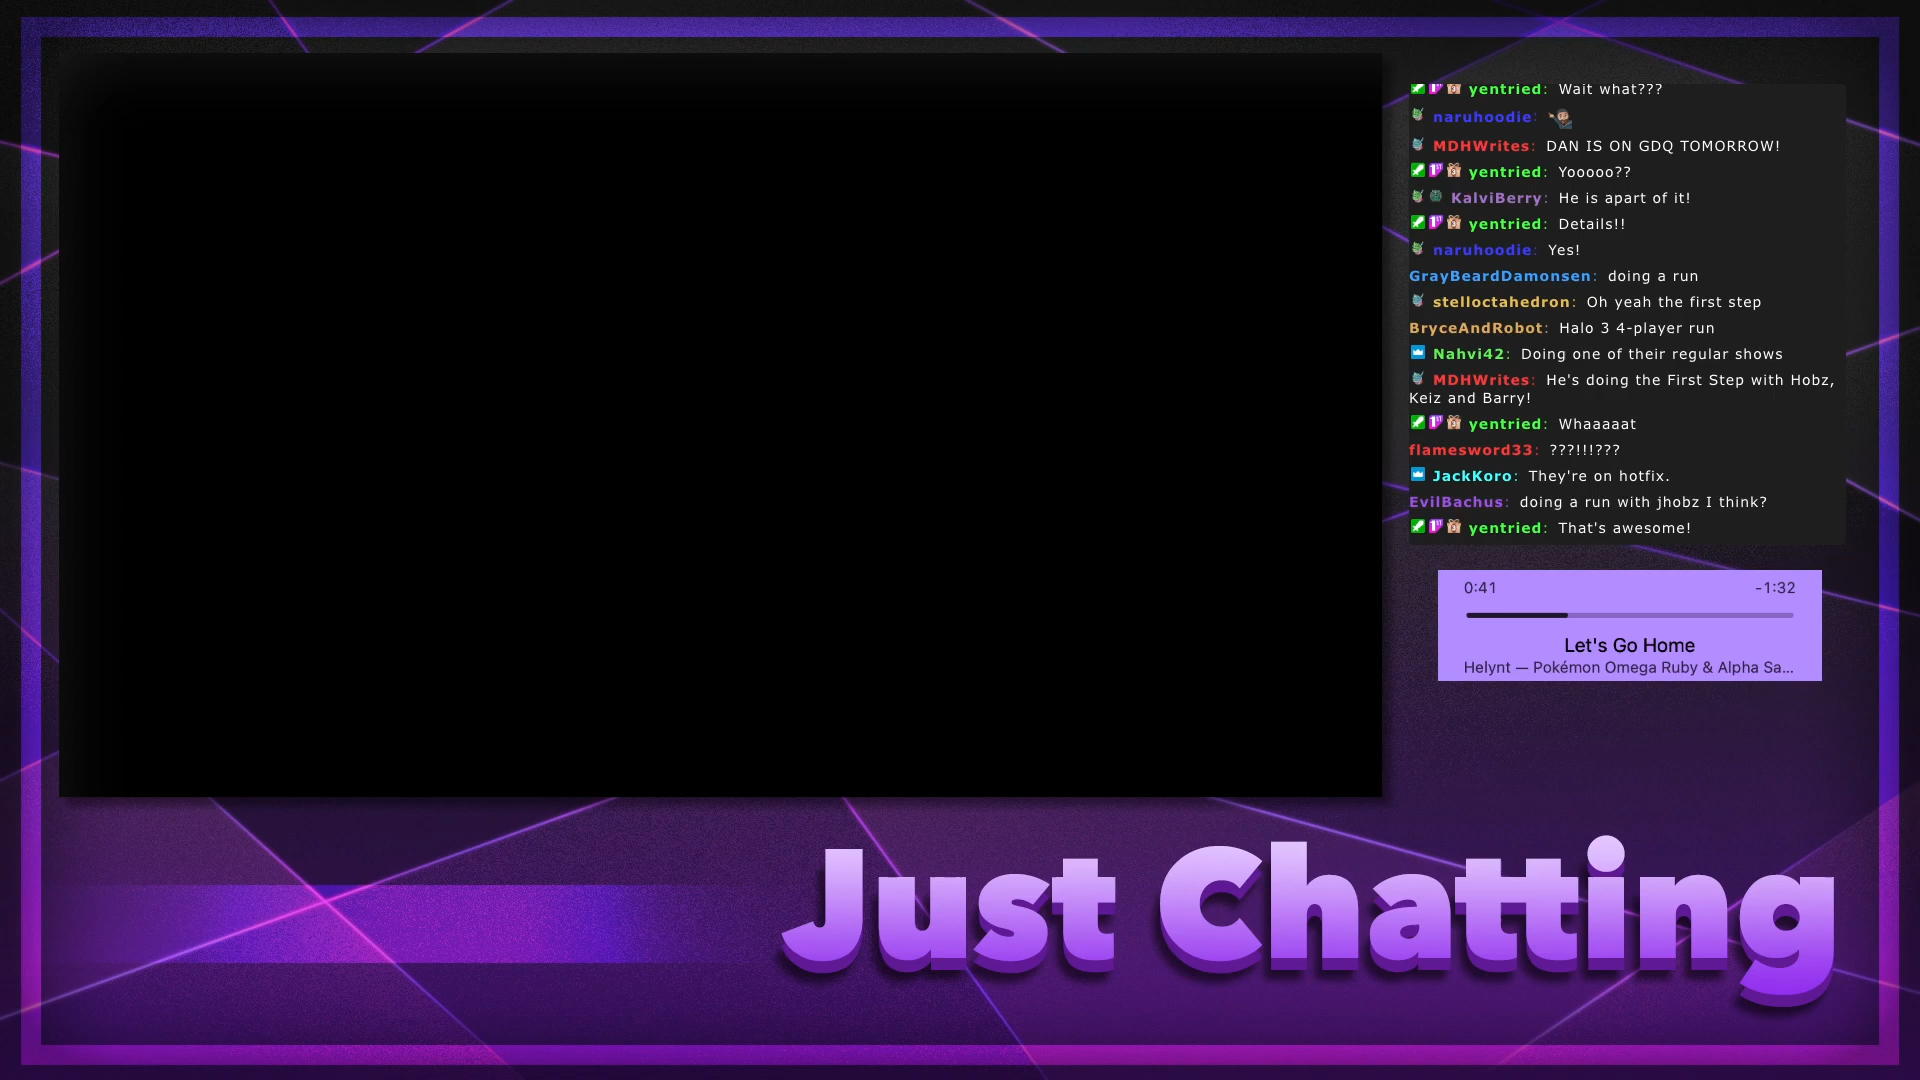 yentried: Wait what???
naruhoodie:
MDHWrites: DAN IS ON GDQ TOMORROW!
yentried: Yooooo??
KalviBerry: He is apart of it!
yentried: Details!!
naruhoodie: Yes!
GrayBeardDamonsen: doing a run
stelloctahedron: Oh yeah the first step
BryceAndRobot: Halo 3 4-player run
Nahvi42: Doing one of their regular shows
MDHWrites: He's doing the First Step with Hobz,
Keiz and Barry!
yentried: Whaaaaat
flamesword33: ???!!!???
JackKoro: They're on hotfix.
EvilBachus: doing a run with jhobz I think?
yentried: That's awesome!
0:41 -1:32
Let's Go Home
Helynt — Pokémon Omega Ruby & Alpha Sa...
Just Chatting